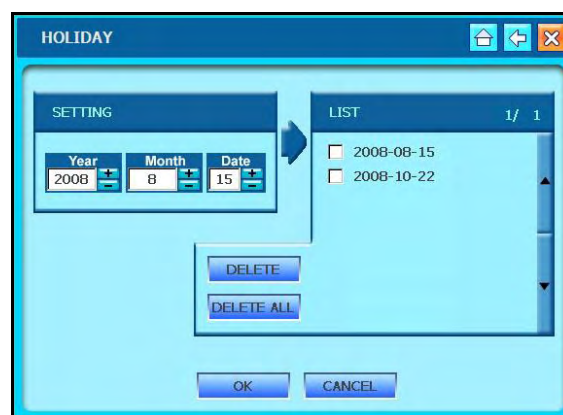 HOLIDAY
SETTING
Year Month Date
2008 8 15
LIST 1/ 1
2008-08-15
2008-10-22
DELETE
DELETE ALL
OK CANCEL